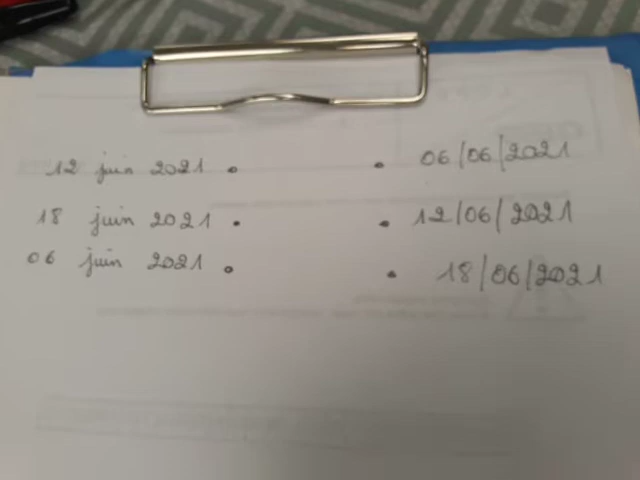 12 juin 2021 . . 06/06/2021
18 juin 2021 . . 12/06/2021
06 juin 2021 . . 18/06/2021